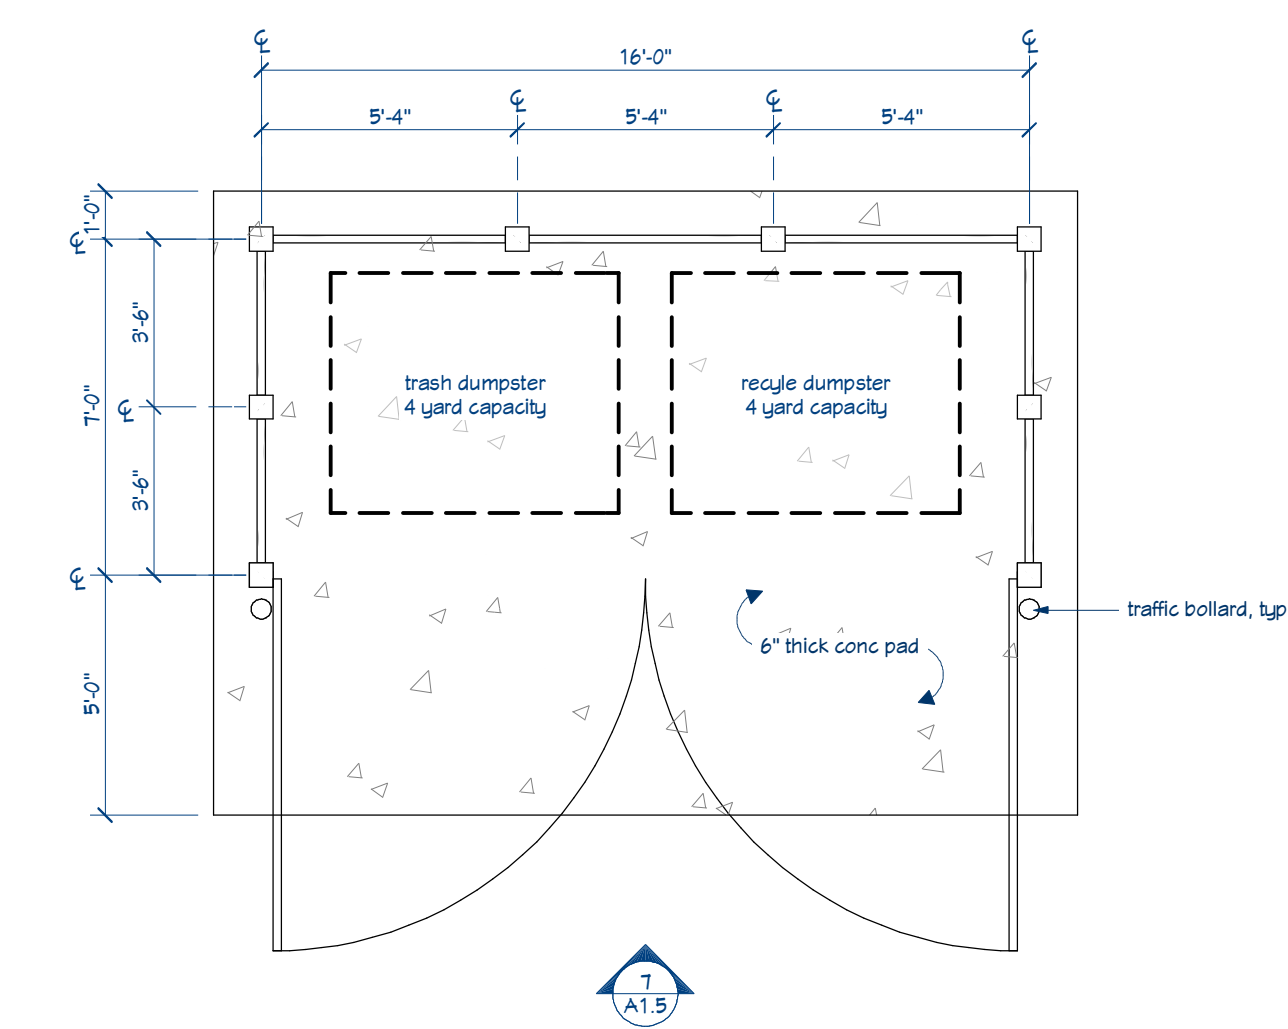 ℄ ℄
16'-0"
℄ ℄
5'-4" 5'-4" 5'-4"
1'-0"
℄
3'-6"
7'-0"
℄
3'-6"
℄
5'-0"
trash dumpster
4 yard capacity
recyle dumpster
4 yard capacity
traffic bollard, typ
6" thick conc pad
7
A1.5